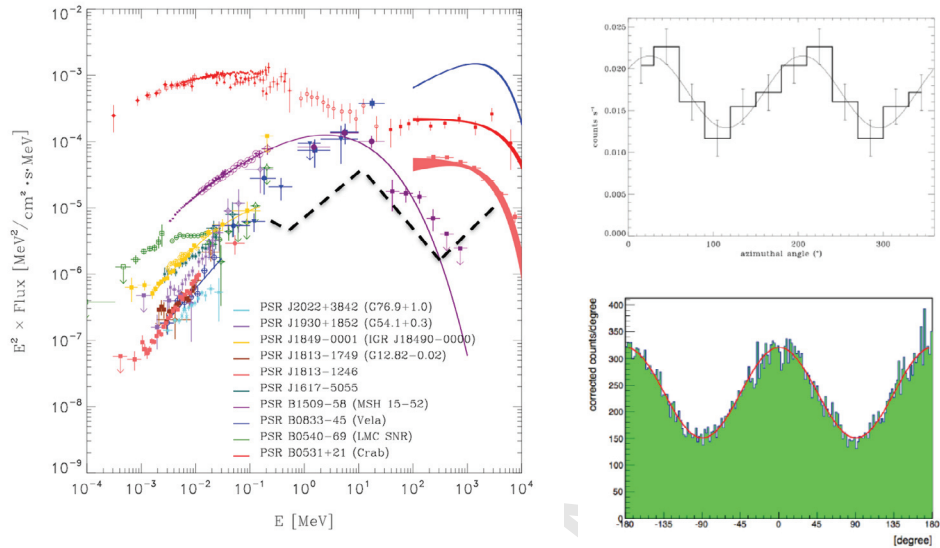 10⁻²
10⁻³
10⁻⁴
10⁻⁵
10⁻⁶
10⁻⁷
10⁻⁸
10⁻⁹
E² × Flux [MeV²/cm²·s·MeV]
PSR J2022+3842 (G76.9+1.0)
PSR J1930+1852 (G54.1+0.3)
PSR J1849-0001 (IGR J18490-0000)
PSR J1813-1749 (G12.82-0.02)
PSR J1813-1246
PSR J1617-5055
PSR B1509-58 (MSH 15-52)
PSR B0833-45 (Vela)
PSR B0540-69 (LMC SNR)
PSR B0531+21 (Crab)
10⁻⁴ 10⁻³ 10⁻² 10⁻¹ 10⁰ 10¹ 10² 10³ 10⁴
E [MeV]
0.025
0.020
0.015
0.010
0.005
0.000
counts s⁻¹
0 100 200 300
azimuthal angle (°)
400
350
300
250
200
150
100
50
0
corrected counts/degree
-180 -135 -90 -45 0 45 90 135 180
[degree]